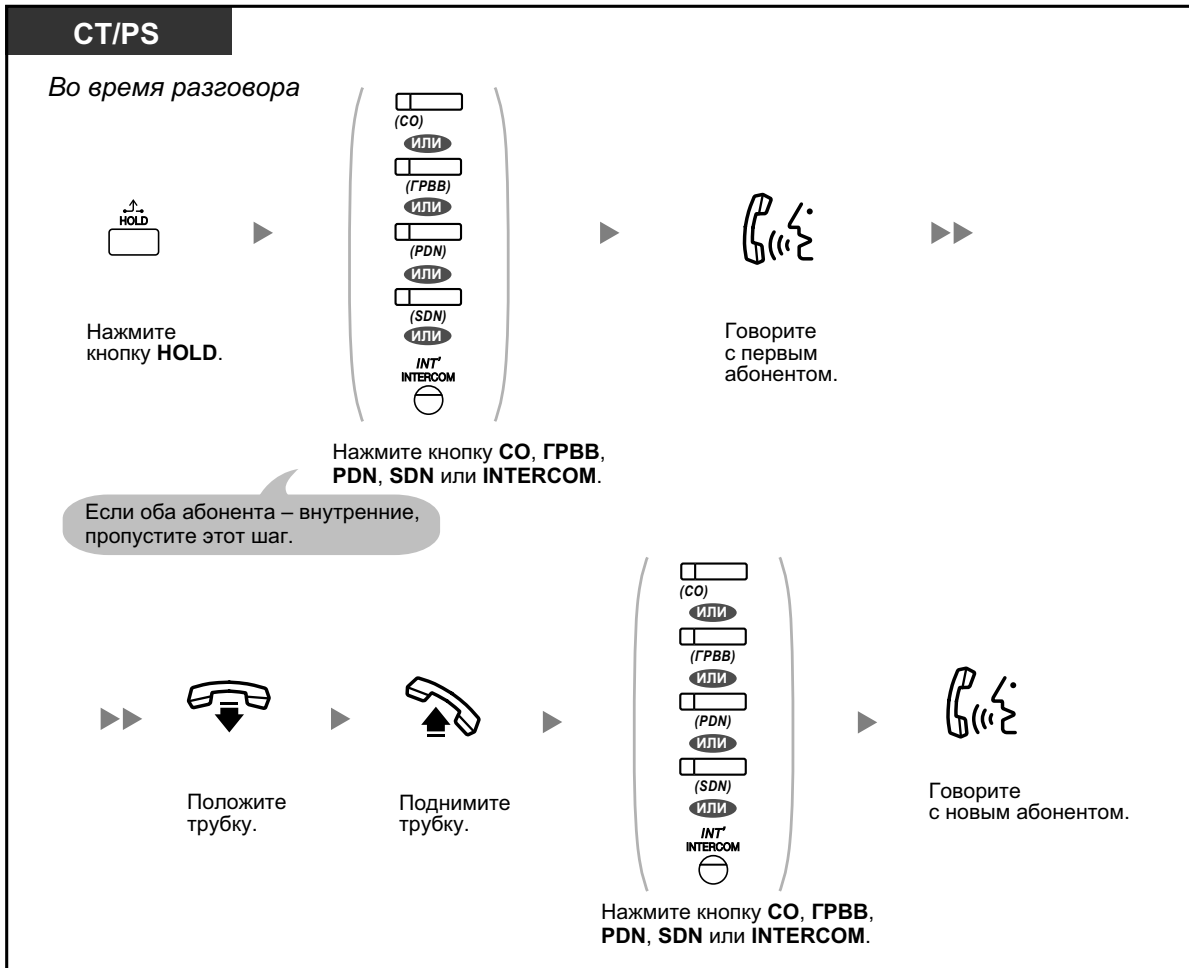 CT/PS
Во время разговора
HOLD
Нажмите
кнопку HOLD.
(CO)
ИЛИ
(ГРВВ)
ИЛИ
(PDN)
ИЛИ
(SDN)
ИЛИ
INT'
INTERCOM
Нажмите кнопку CO, ГРВВ,
PDN, SDN или INTERCOM.
Если оба абонента – внутренние,
пропустите этот шаг.
Говорите
с первым
абонентом.
Положите
трубку.
Поднимите
трубку.
(CO)
ИЛИ
(ГРВВ)
ИЛИ
(PDN)
ИЛИ
(SDN)
ИЛИ
INT'
INTERCOM
Нажмите кнопку CO, ГРВВ,
PDN, SDN или INTERCOM.
Говорите
с новым абонентом.